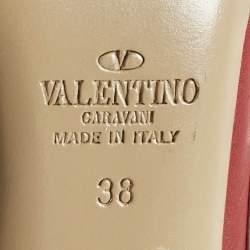 VALENTINO
GARAVANI
MADE IN ITALY
38